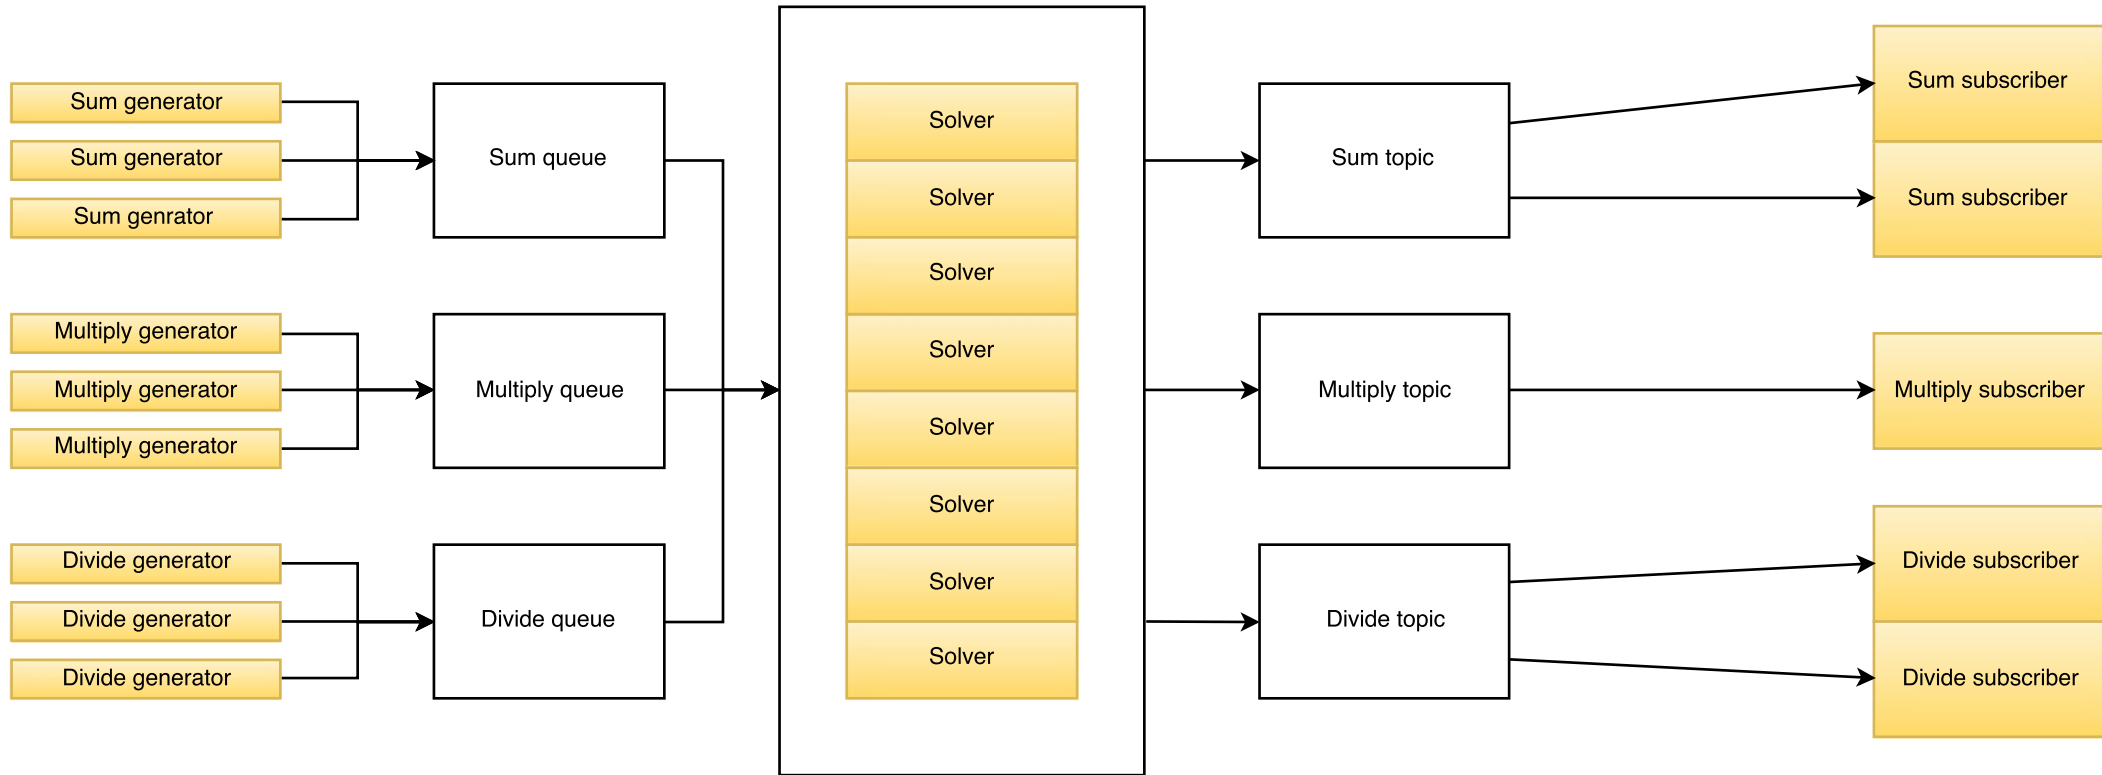 Sum generator
Sum generator
Sum genrator
Multiply generator
Multiply generator
Multiply generator
Divide generator
Divide generator
Divide generator
Sum queue
Multiply queue
Divide queue
Solver
Solver
Solver
Solver
Solver
Solver
Solver
Solver
Sum topic
Multiply topic
Divide topic
Sum subscriber
Sum subscriber
Multiply subscriber
Divide subscriber
Divide subscriber